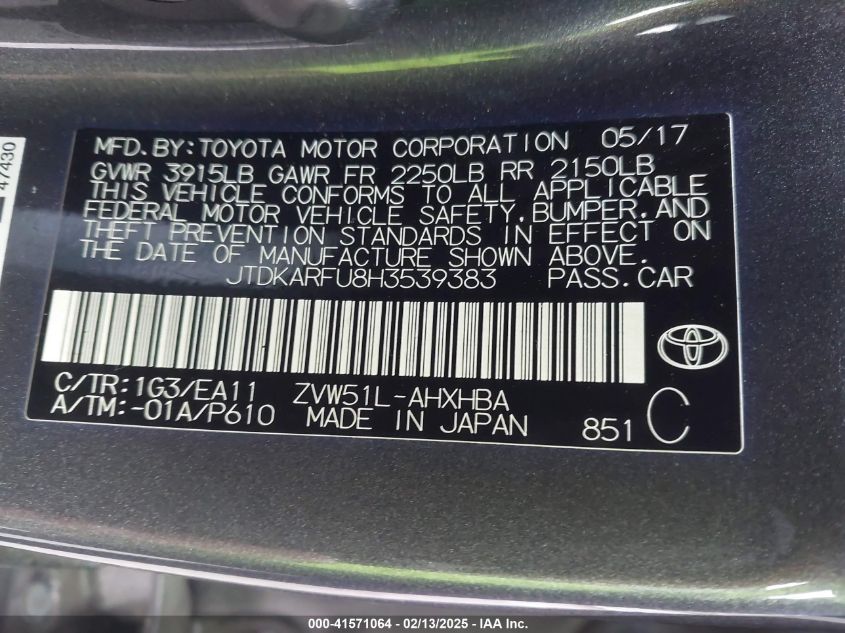 47430
MFD.BY:TOYOTA MOTOR CORPORATION 05/17
GVWR 3915LB GAWR FR 2250LB RR 2150LB
THIS VEHICLE CONFORMS TO ALL APPLICABLE
FEDERAL MOTOR VEHICLE SAFETY,BUMPER,AND
THEFT PREVENTION STANDARDS IN EFFECT ON
THE DATE OF MANUFACTURE SHOWN ABOVE.
JTDKARFU8H3539383 PASS.CAR
C/TR:1G3/EA11 ZVW51L-AHXHBA
A/TM:-01A/P610 MADE IN JAPAN 851 C
000-41571064 - 02/13/2025 - IAA Inc.